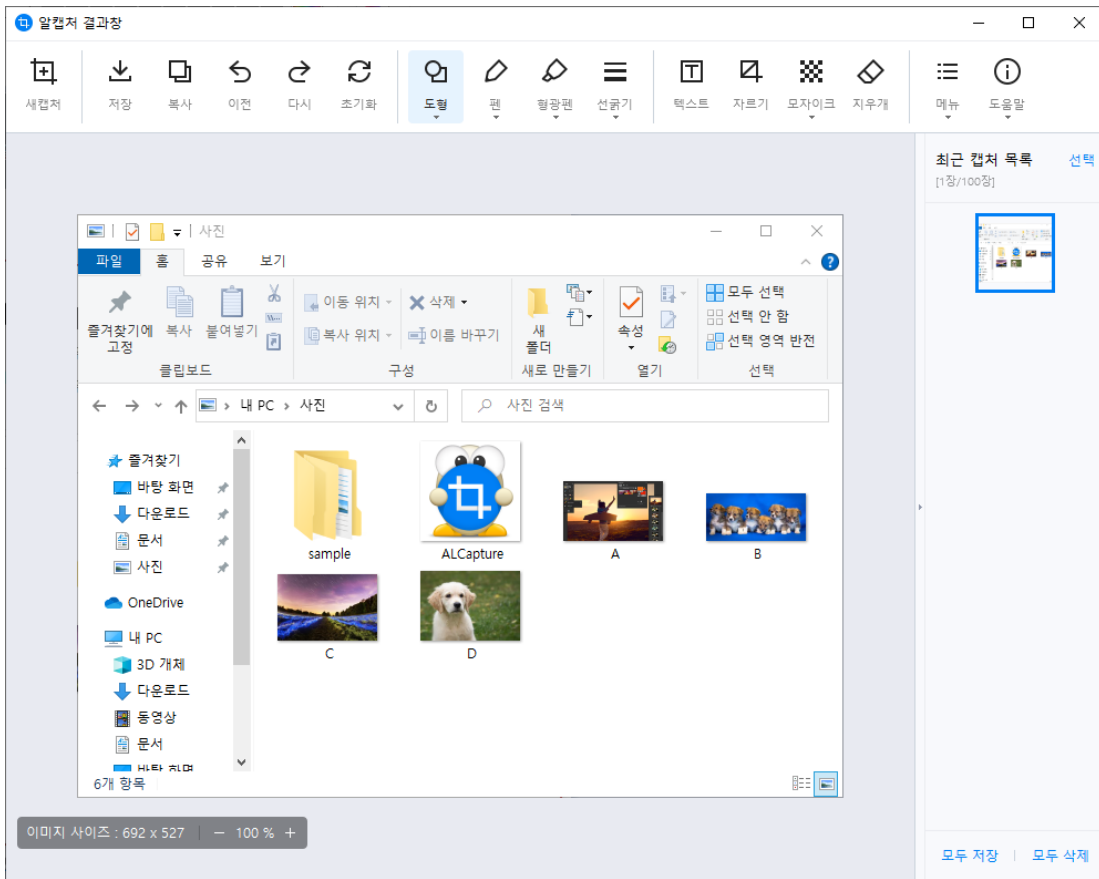 알캡처 결과창
새캡처 저장 복사 이전 다시 초기화 도형 펜 형광펜 선굵기 텍스트 자르기 모자이크 지우개 메뉴 도움말
최근 캡처 목록 선택
[1장/100장]
사진
파일 홈 공유 보기
즐겨찾기에 고정
복사
붙여넣기
이동 위치
복사 위치
삭제
이름 바꾸기
새 폴더
속성
모두 선택
선택 안 함
선택 영역 반전
클립보드 구성 새로 만들기 열기 선택
내 PC 사진
사진 검색
즐겨찾기
바탕 화면
다운로드
문서
사진
OneDrive
내 PC
3D 개체
다운로드
동영상
문서
바탕 화면
sample ALCapture A B
C D
6개 항목
이미지 사이즈 : 692 x 527 − 100 % +
모두 저장 모두 삭제